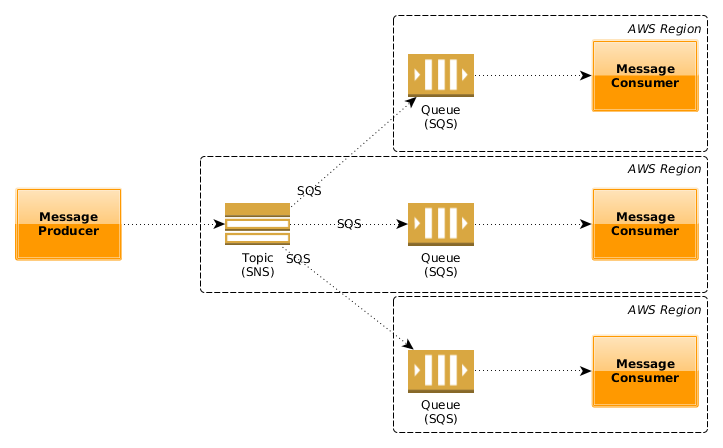 AWS Region
Message
Consumer
Queue
(SQS)
SQS
AWS Region
Message
Producer
Topic
(SNS)
SQS
Queue
(SQS)
Message
Consumer
SQS
AWS Region
Queue
(SQS)
Message
Consumer